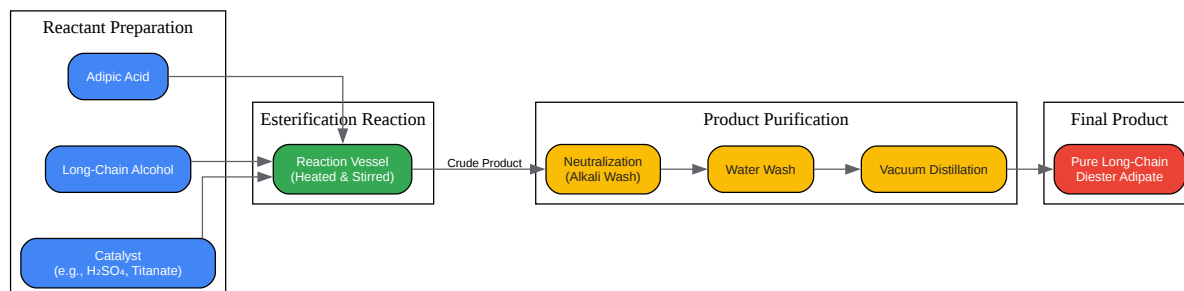 Reactant Preparation
Adipic Acid
Long-Chain Alcohol
Catalyst
(e.g., H₂SO₄, Titanate)
Esterification Reaction
Reaction Vessel
(Heated & Stirred)
Crude Product
Product Purification
Neutralization
(Alkali Wash)
Water Wash
Vacuum Distillation
Final Product
Pure Long-Chain
Diester Adipate